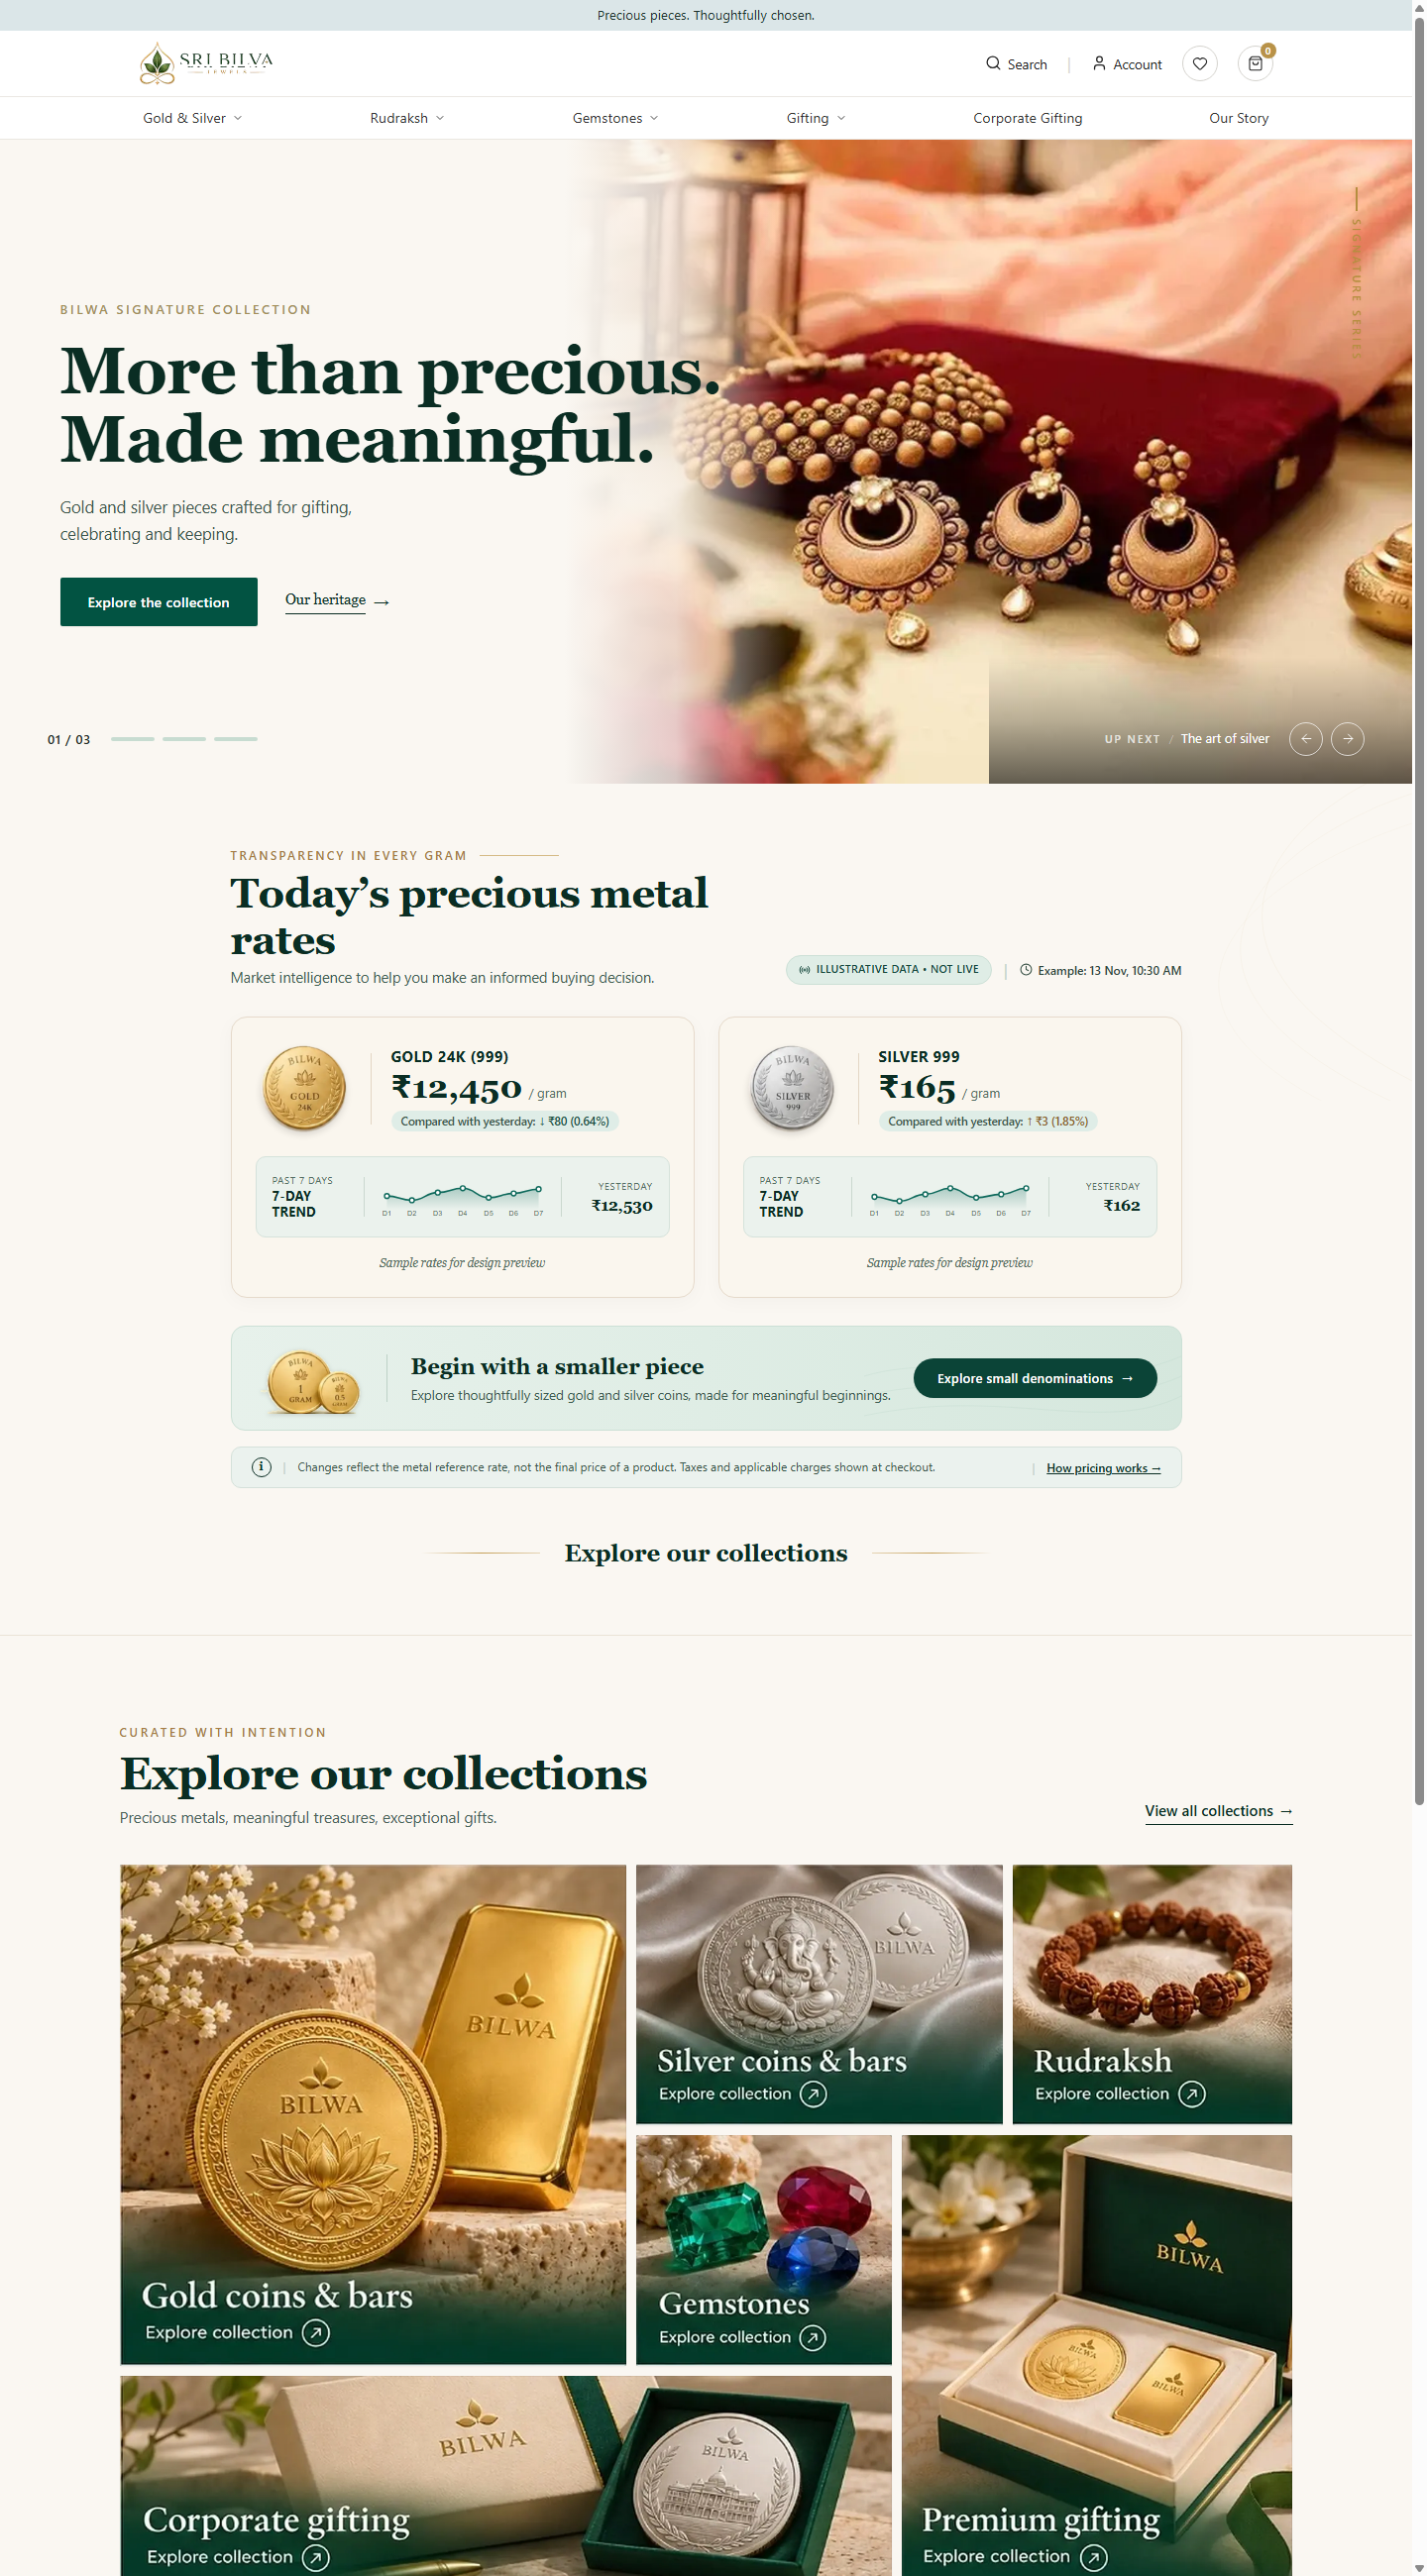 Precious pieces. Thoughtfully chosen.
SRI BILVA
JEWELS
Search | Account
0
Gold & Silver
Rudraksh
Gemstones
Gifting
Corporate Gifting
Our Story
SIGNATURE SERIES
BILWA SIGNATURE COLLECTION
More than precious.
Made meaningful.
Gold and silver pieces crafted for gifting,
celebrating and keeping.
Explore the collection
Our heritage →
01 / 03
UP NEXT / The art of silver
TRANSPARENCY IN EVERY GRAM
Today’s precious metal
rates
Market intelligence to help you make an informed buying decision.
ILLUSTRATIVE DATA • NOT LIVE | Example: 13 Nov, 10:30 AM
BILWA
GOLD
24K
GOLD 24K (999)
₹12,450 / gram
Compared with yesterday: ↓ ₹80 (0.64%)
PAST 7 DAYS
7-DAY
TREND
D1 D2 D3 D4 D5 D6 D7
YESTERDAY
₹12,530
Sample rates for design preview
BILWA
SILVER
999
SILVER 999
₹165 / gram
Compared with yesterday: ↑ ₹3 (1.85%)
PAST 7 DAYS
7-DAY
TREND
D1 D2 D3 D4 D5 D6 D7
YESTERDAY
₹162
Sample rates for design preview
BILWA
1
GRAM
BILWA
0.5
GRAM
Begin with a smaller piece
Explore thoughtfully sized gold and silver coins, made for meaningful beginnings.
Explore small denominations →
i | Changes reflect the metal reference rate, not the final price of a product. Taxes and applicable charges shown at checkout. | How pricing works →
Explore our collections
CURATED WITH INTENTION
Explore our collections
Precious metals, meaningful treasures, exceptional gifts.
View all collections →
BILWA
BILWA
Gold coins & bars
Explore collection
BILWA
Silver coins & bars
Explore collection
Rudraksh
Explore collection
Gemstones
Explore collection
BILWA
BILWA
BILWA
Premium gifting
Explore collection
BILWA
BILWA
Corporate gifting
Explore collection